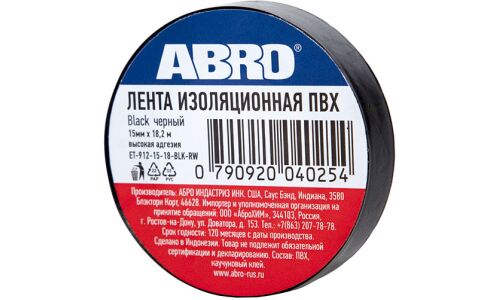 ABRO®
ЛЕНТА ИЗОЛЯЦИОННАЯ ПВХ
Black черный
15мм x 18,2 м
высокая адгезия
ET-912-15-18-BLK-RW
PAP PVC
0 790920 040254
Производитель: АБРО ИНДАСТРИЗ ИНК. США, Саус Бэнд, Индиана, 3580
Блэкторн Корт, 46628. Импортер и уполномоченная организация на
принятие обращений: ООО «АброХИМ», 344103, Россия,
г. Ростов-на-Дону, ул. Доватора, д. 153. Тел.:+7(863) 207-78-78.
Срок годности: 120 месяцев с даты производства.
Сделано в Индонезии. Товар не подлежит обязательной
сертификации и декларированию. Состав: ПВХ,
каучуковый клей.
www.abro-rus.ru